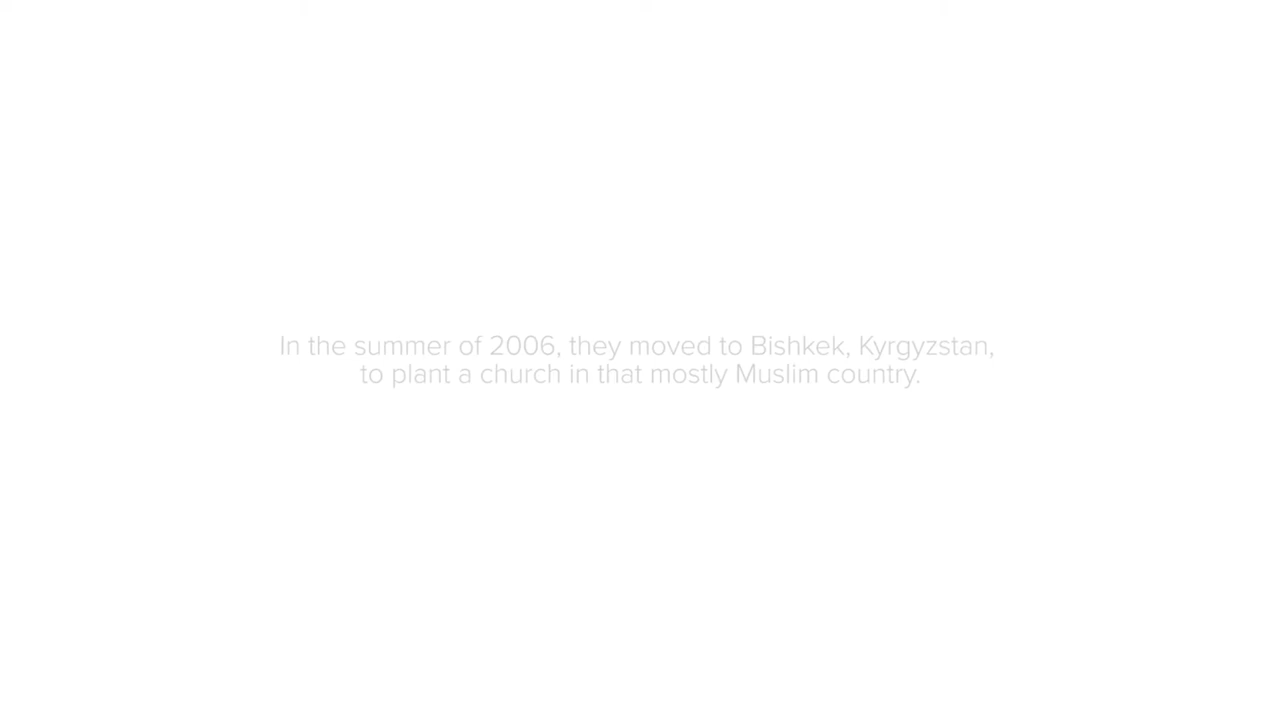 In the summer of 2006, they moved to Bishkek, Kyrgyzstan,
to plant a church in that mostly Muslim country.